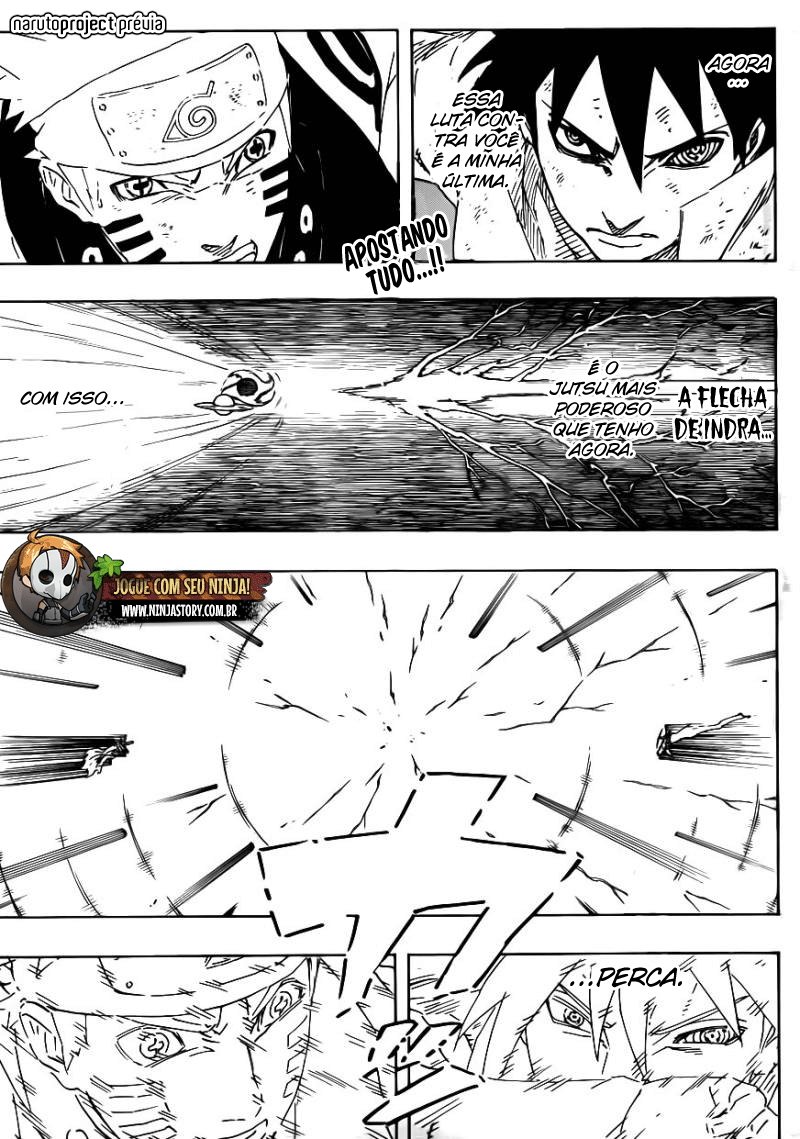 narutoproject prévia
AGORA
...
ESSA
LUTA CON-
TRA VOCÊ
É A MINHA
ÚLTIMA.
APOSTANDO
TUDO...!!
A FLECHA
DE INDRA...
É O
JUTSU MAIS
PODEROSO
QUE TENHO
AGORA.
COM ISSO...
JOGUE COM SEU NINJA!
WWW.NINJASTORY.COM.BR
...PERCA.